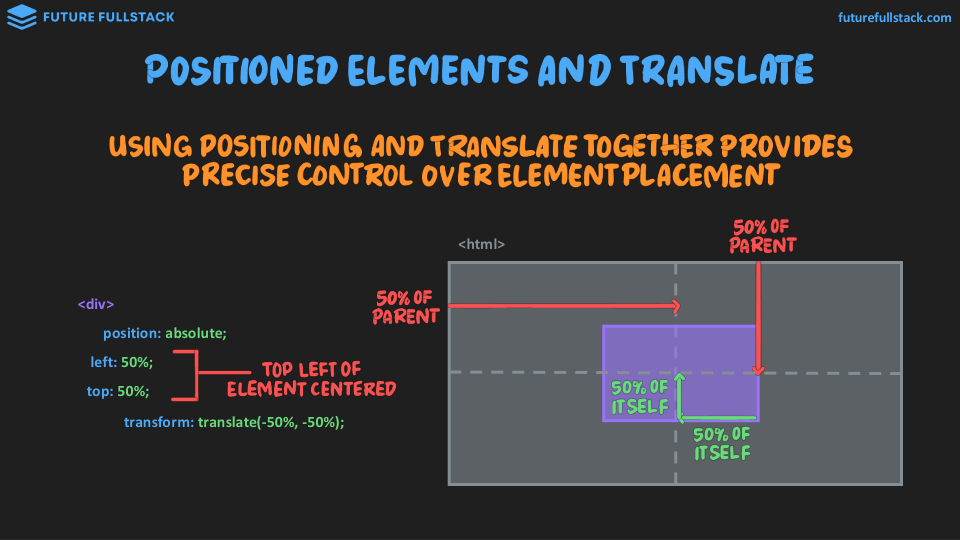 FUTURE FULLSTACK
futurefullstack.com
POSITIONED ELEMENTS AND TRANSLATE
USING POSITIONING AND TRANSLATE TOGETHER PROVIDES
PRECISE CONTROL OVER ELEMENT PLACEMENT
50% OF
PARENT
<html>
50% OF
PARENT
<div>
position: absolute;
left: 50%;
top: 50%;
TOP LEFT OF
ELEMENT CENTERED
transform: translate(-50%, -50%);
50% OF
ITSELF
50% OF
ITSELF